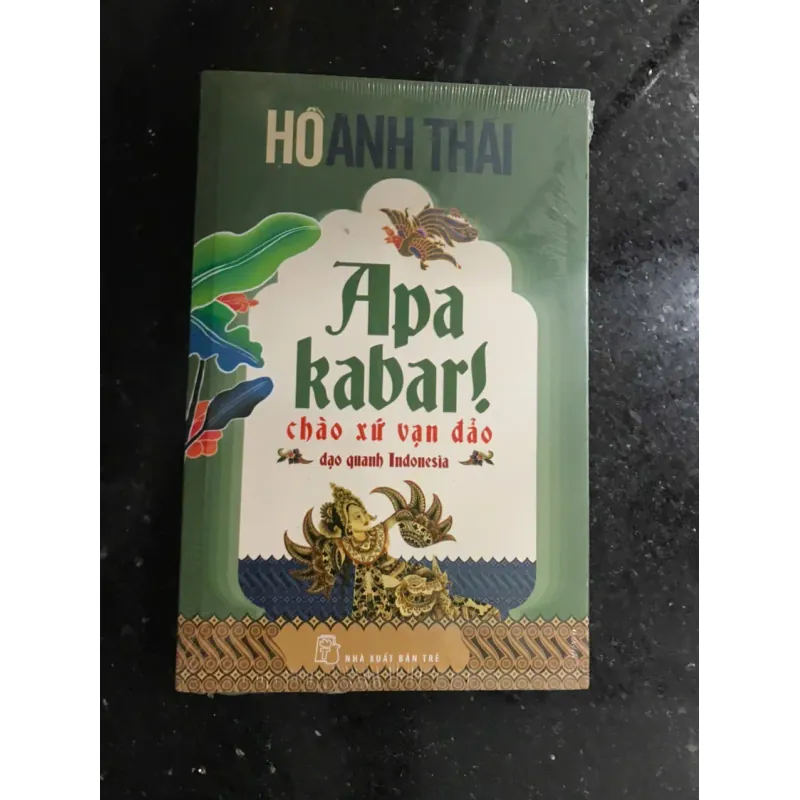 HỒ ANH THÁI
Apa
kabar!
chào xứ vạn đảo
dạo quanh Indonesia
NHÀ XUẤT BẢN TRẺ